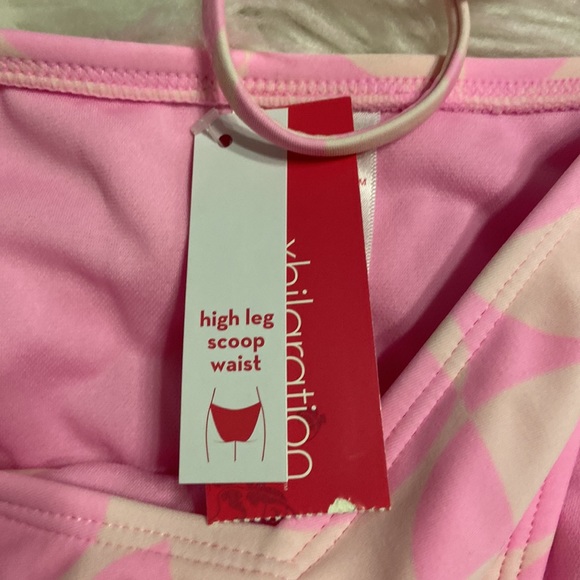 high leg
scoop
waist
xhilaration